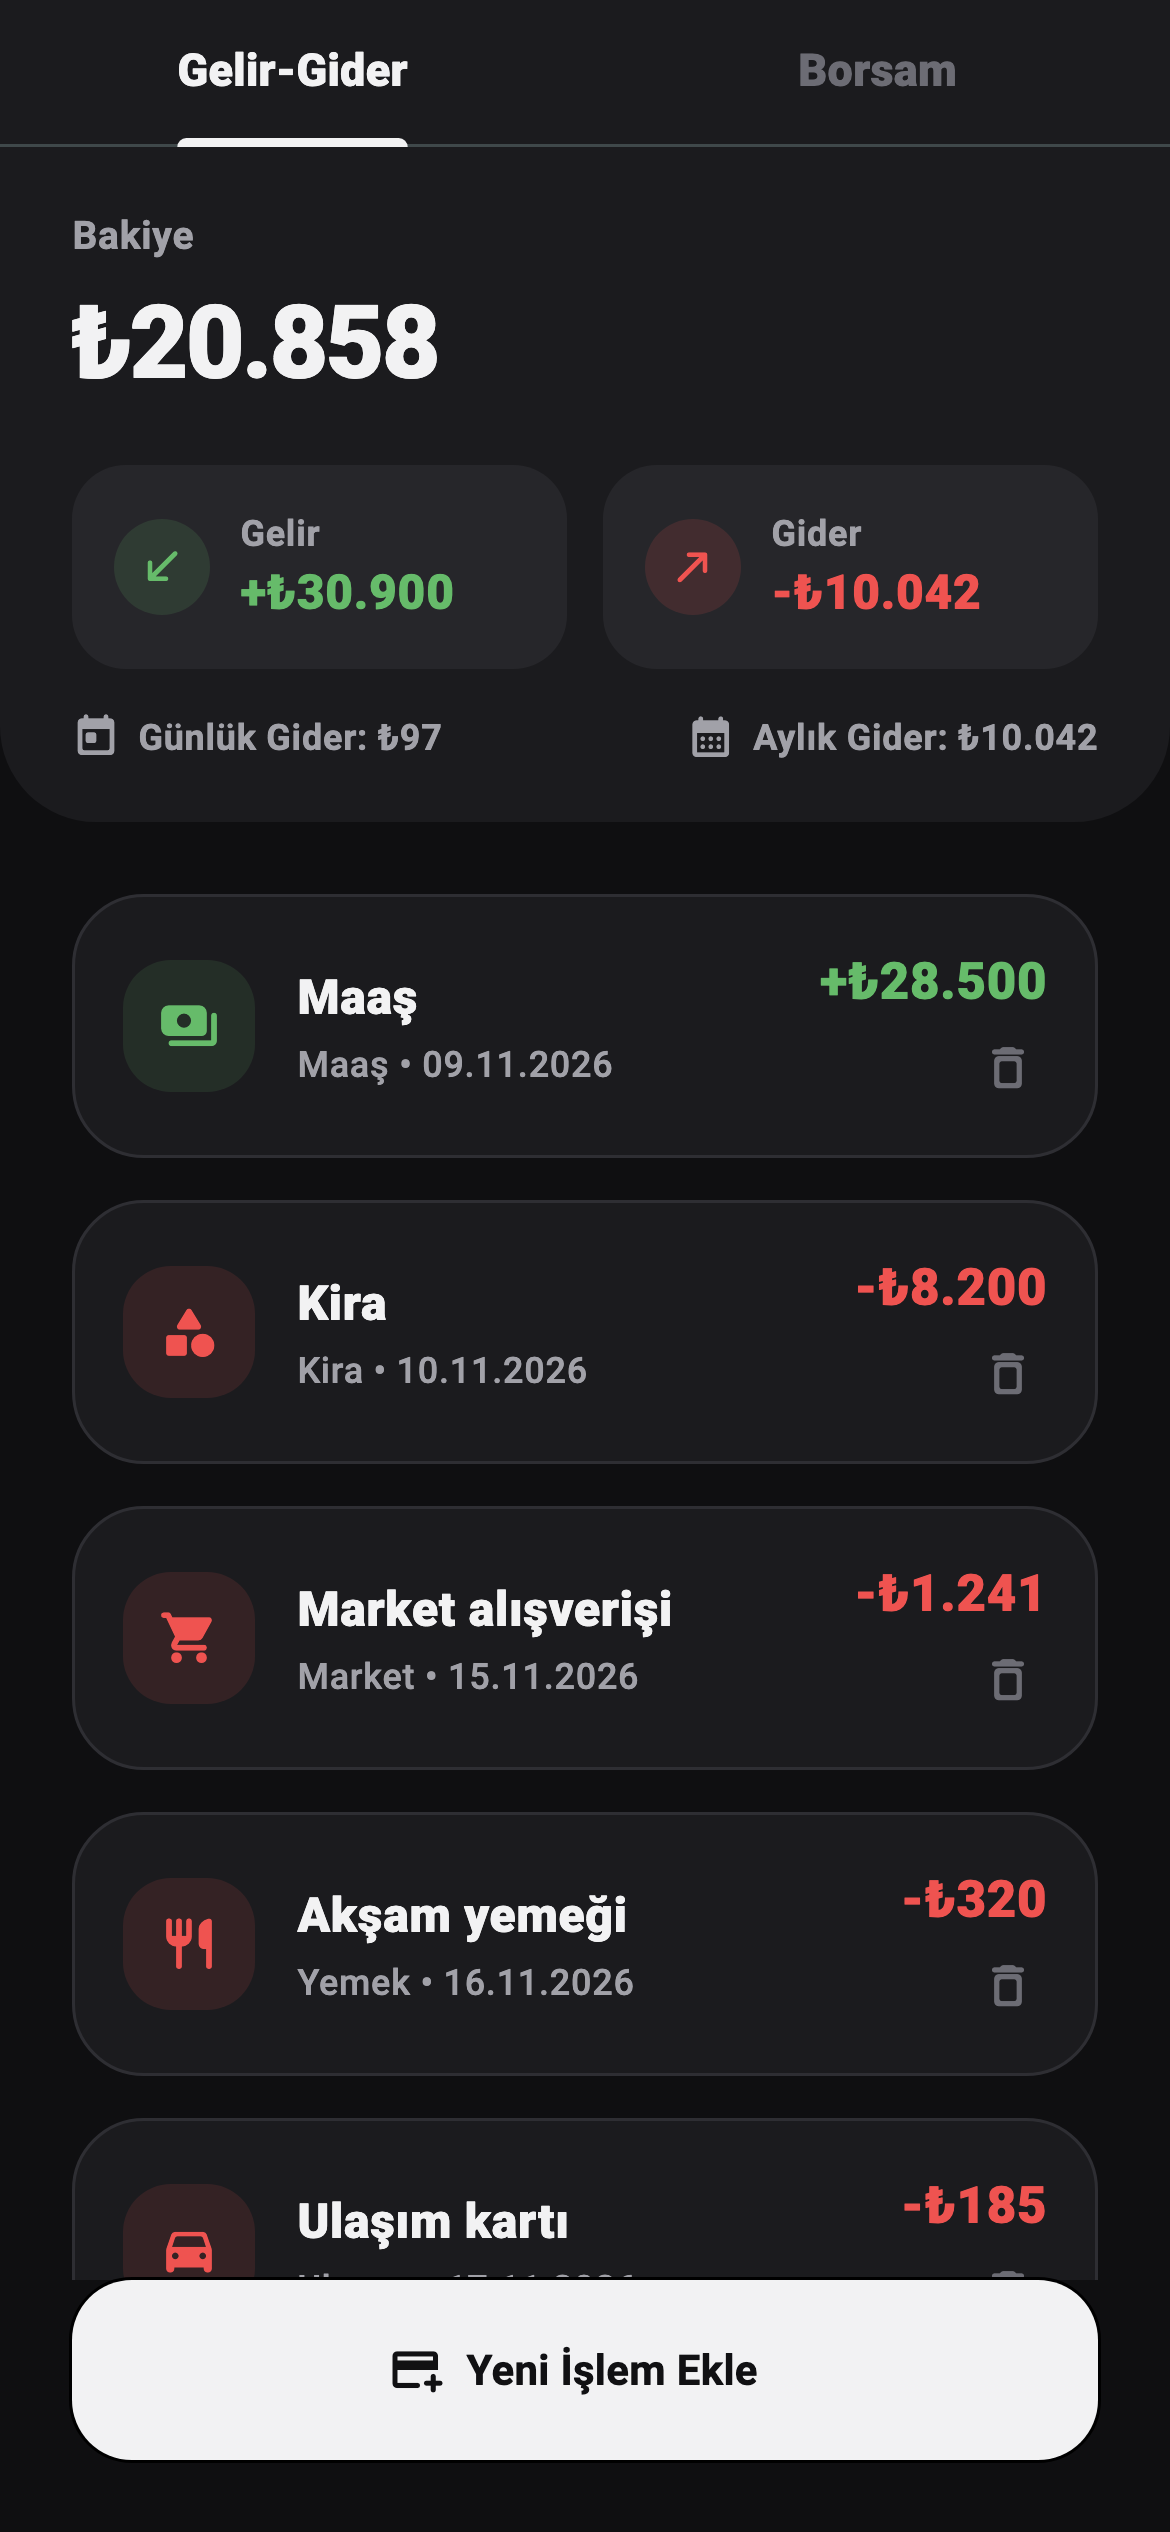 Gelir-Gider
Borsam
Bakiye
₺20.858
Gelir
+₺30.900
Gider
-₺10.042
Günlük Gider: ₺97
Aylık Gider: ₺10.042
Maaş
+₺28.500
Maaş • 09.11.2026
Kira
-₺8.200
Kira • 10.11.2026
Market alışverişi
-₺1.241
Market • 15.11.2026
Akşam yemeği
-₺320
Yemek • 16.11.2026
Ulaşım kartı
-₺185
Yeni İşlem Ekle